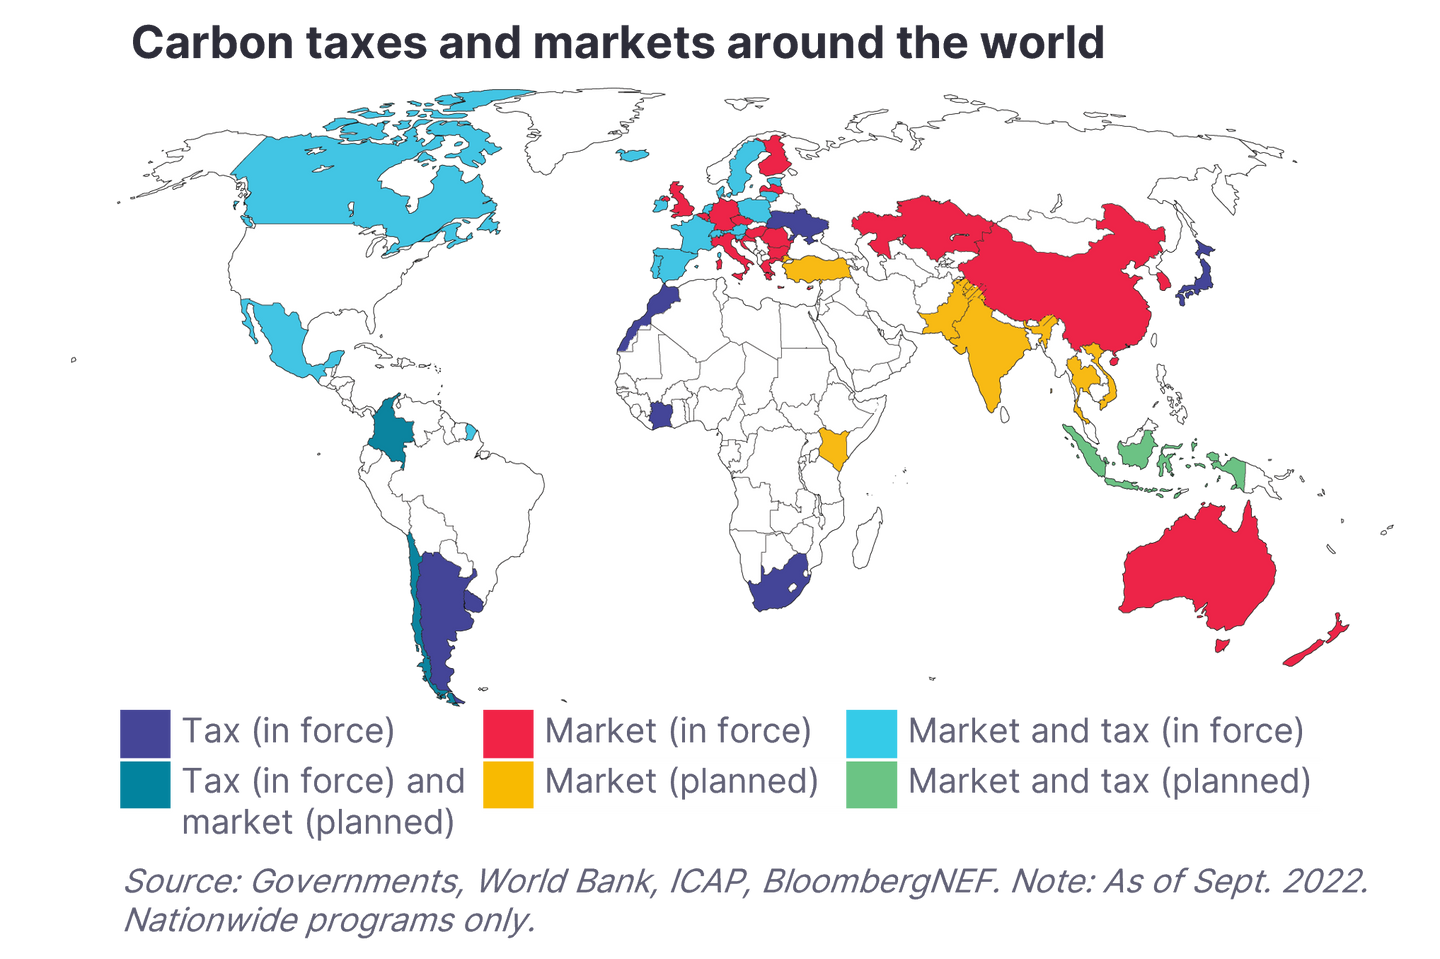 Carbon taxes and markets around the world
Tax (in force)
Market (in force)
Market and tax (in force)
Tax (in force) and
market (planned)
Market (planned)
Market and tax (planned)
Source: Governments, World Bank, ICAP, BloombergNEF. Note: As of Sept. 2022.
Nationwide programs only.